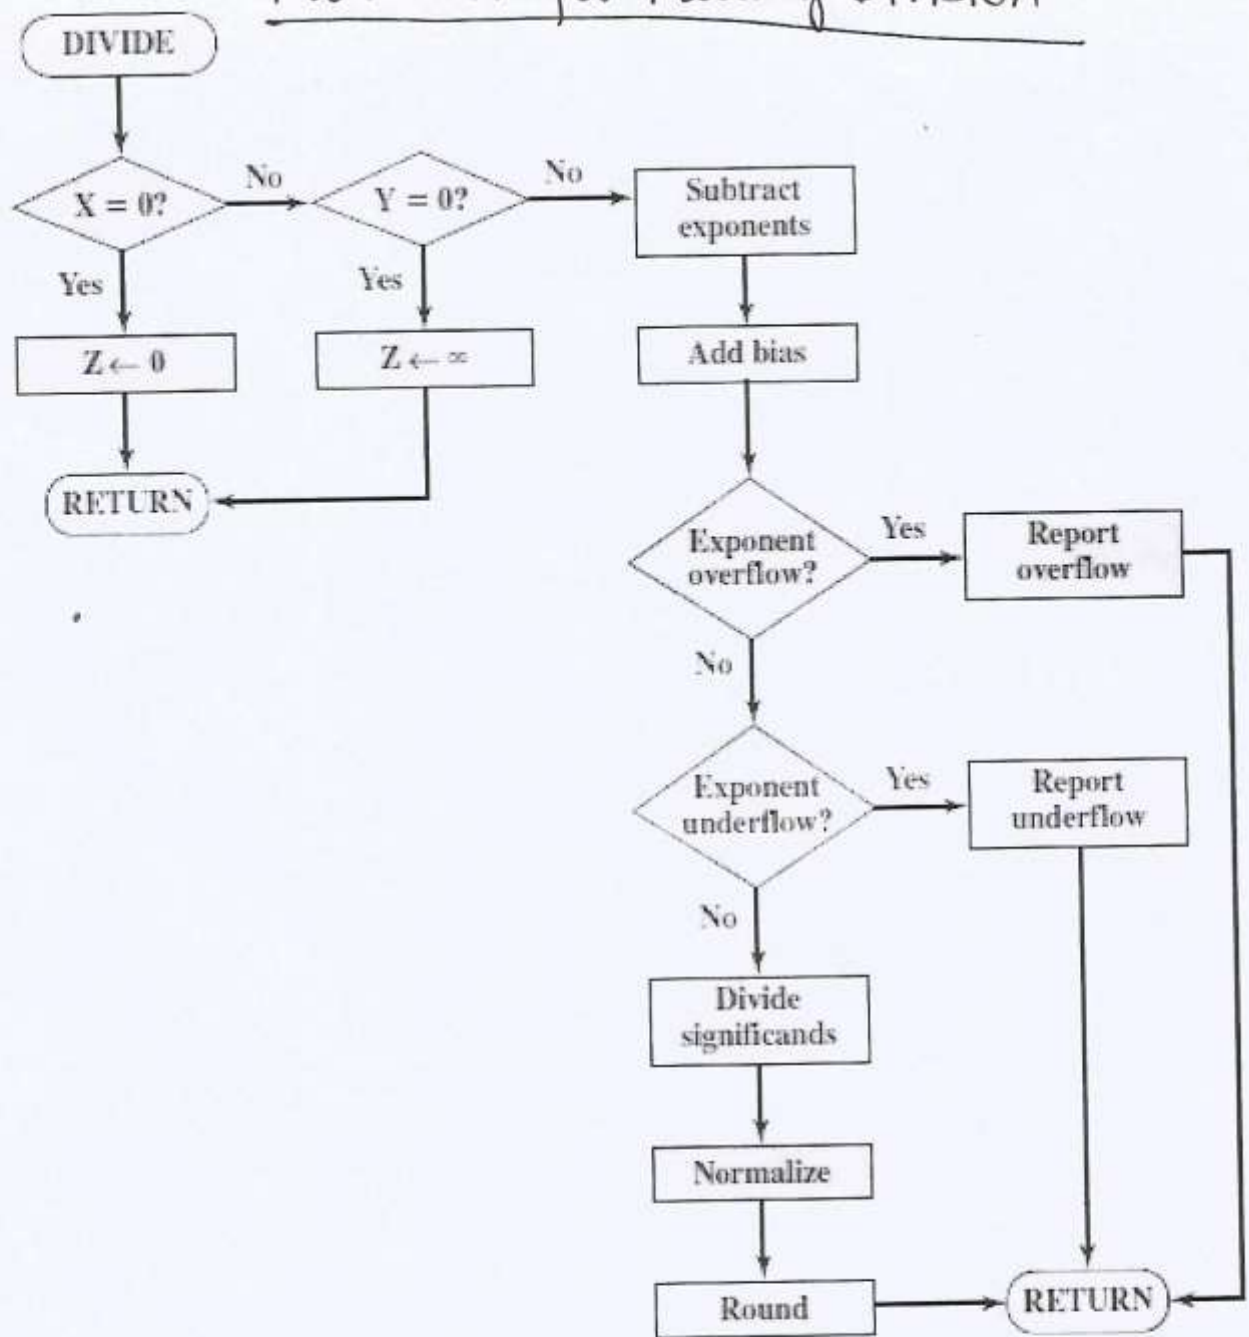 DIVISION
DIVIDE
X = 0?
No
Y = 0?
No
Subtract
exponents
Yes
Yes
Z ← 0
Z ← ∞
Add bias
RETURN
Exponent
overflow?
Yes
Report
overflow
No
Exponent
underflow?
Yes
Report
underflow
No
Divide
significands
Normalize
Round
RETURN